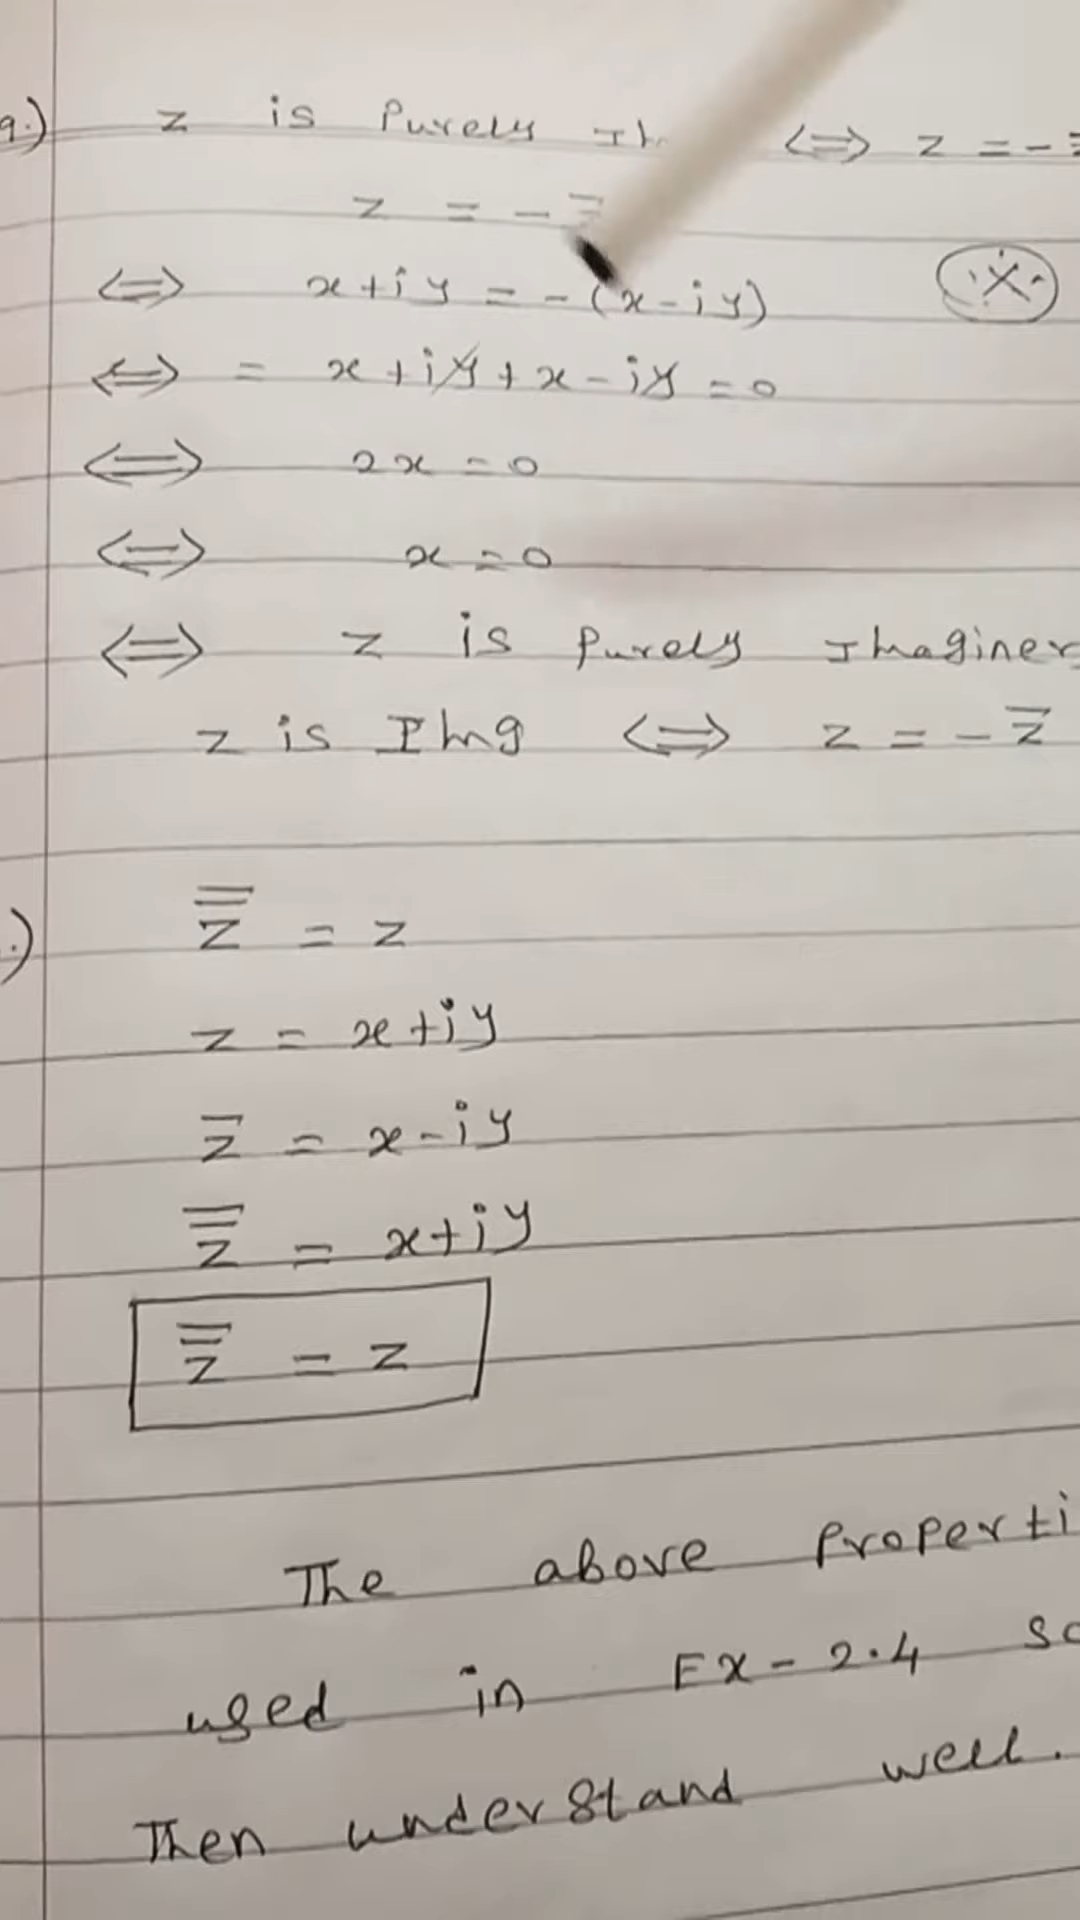 9.) z is Purely Im ⇔ z = - z̄
z = - z̄
⇔ x+iy = -(x-iy)
⇔ = x+iy+x-iy = 0
⇔ 2x = 0
⇔ x = 0
⇔ z is Purely Imaginer
z is Img ⇔ z = - z̄
.) z̿ = z
z = x+iy
z̄ = x-iy
z̿ = x+iy
z̿ = z
The above Properti
used in EX-2.4 so
Then understand well.